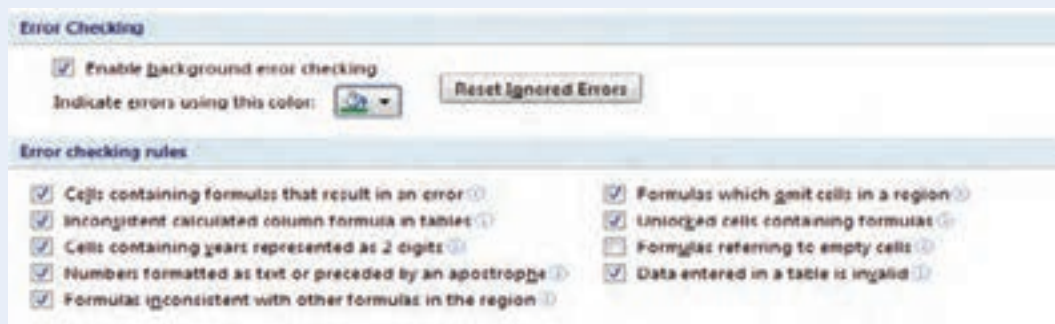 Error Checking
Enable background error checking
Indicate errors using this color:
Reset Ignored Errors
Error checking rules
Cells containing formulas that result in an error
Inconsistent calculated column formula in tables
Cells containing years represented as 2 digits
Numbers formatted as text or preceded by an apostrophe
Formulas inconsistent with other formulas in the region
Formulas which omit cells in a region
Unlocked cells containing formulas
Formulas referring to empty cells
Data entered in a table is invalid